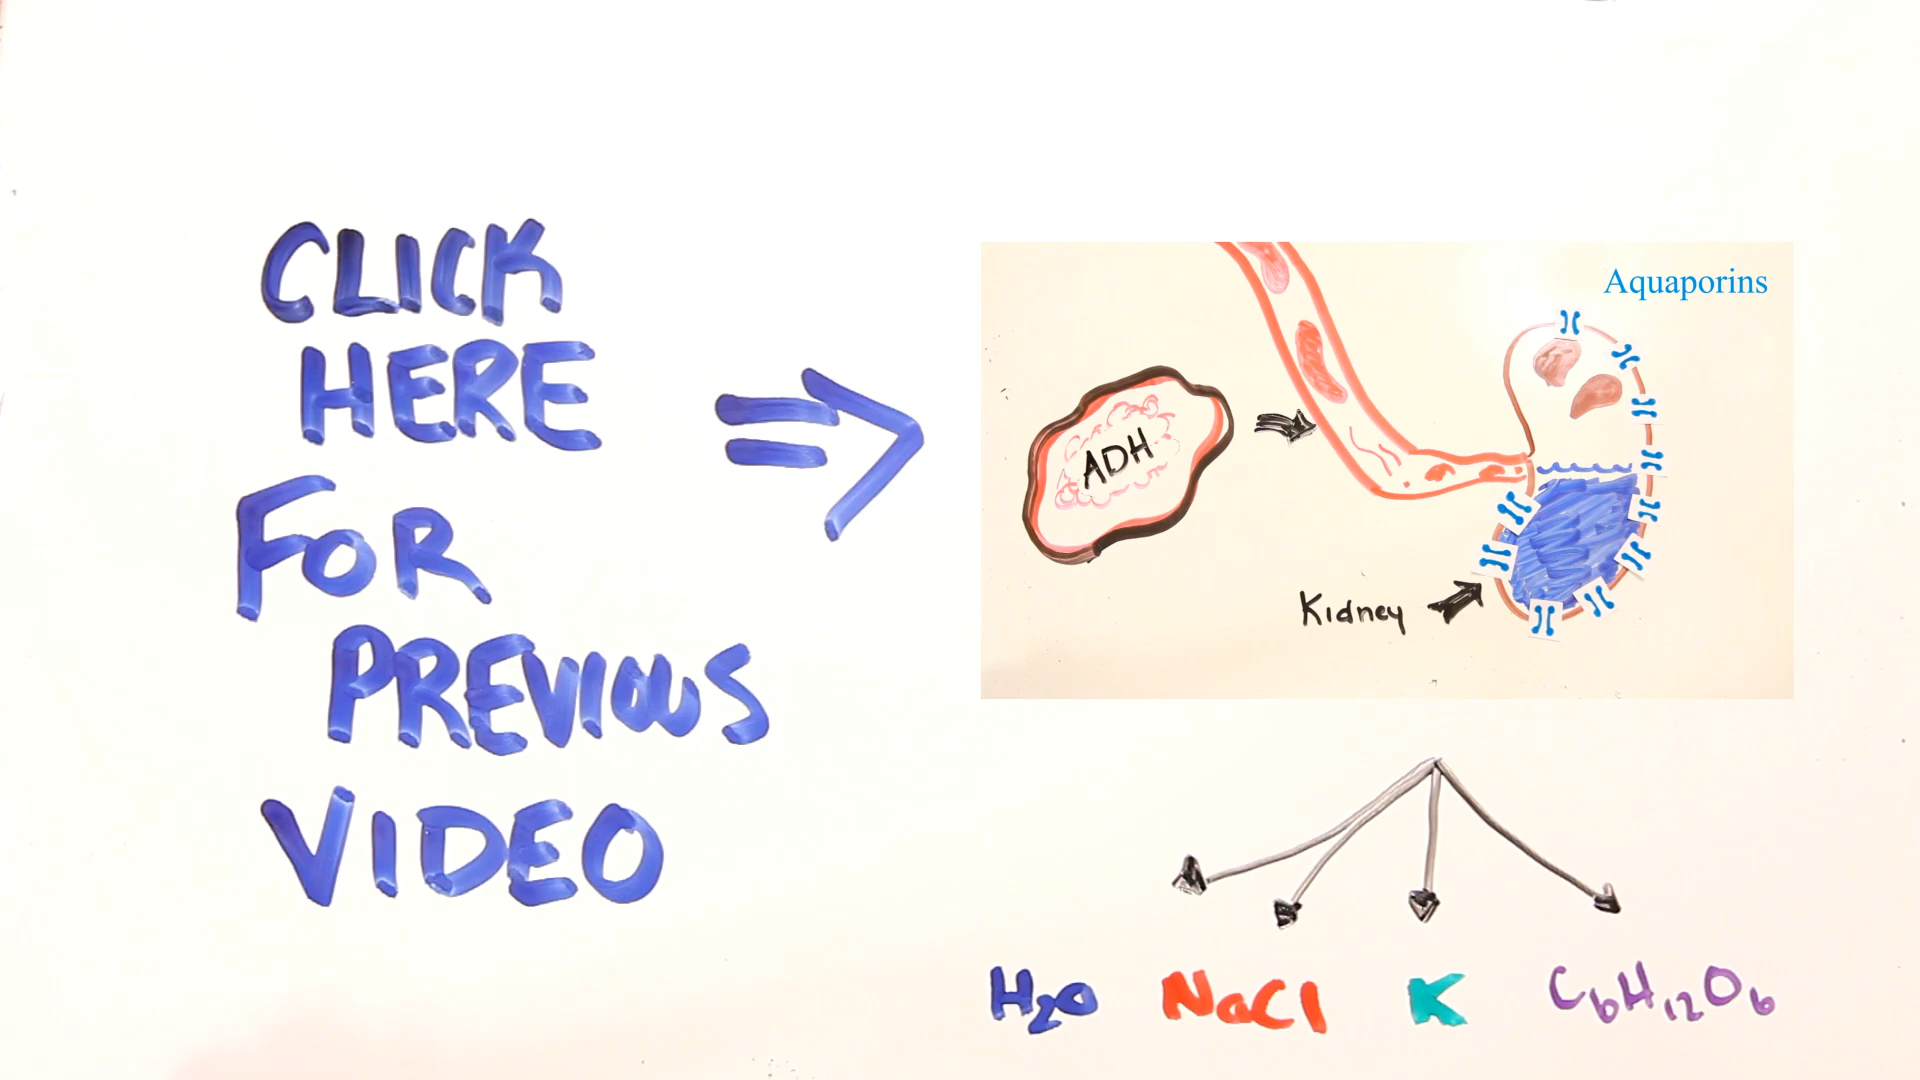 CLICK
HERE
FOR
PREVIOUS
VIDEO
Aquaporins
ADH
Kidney
H₂O NaCl K C₆H₁₂O₆